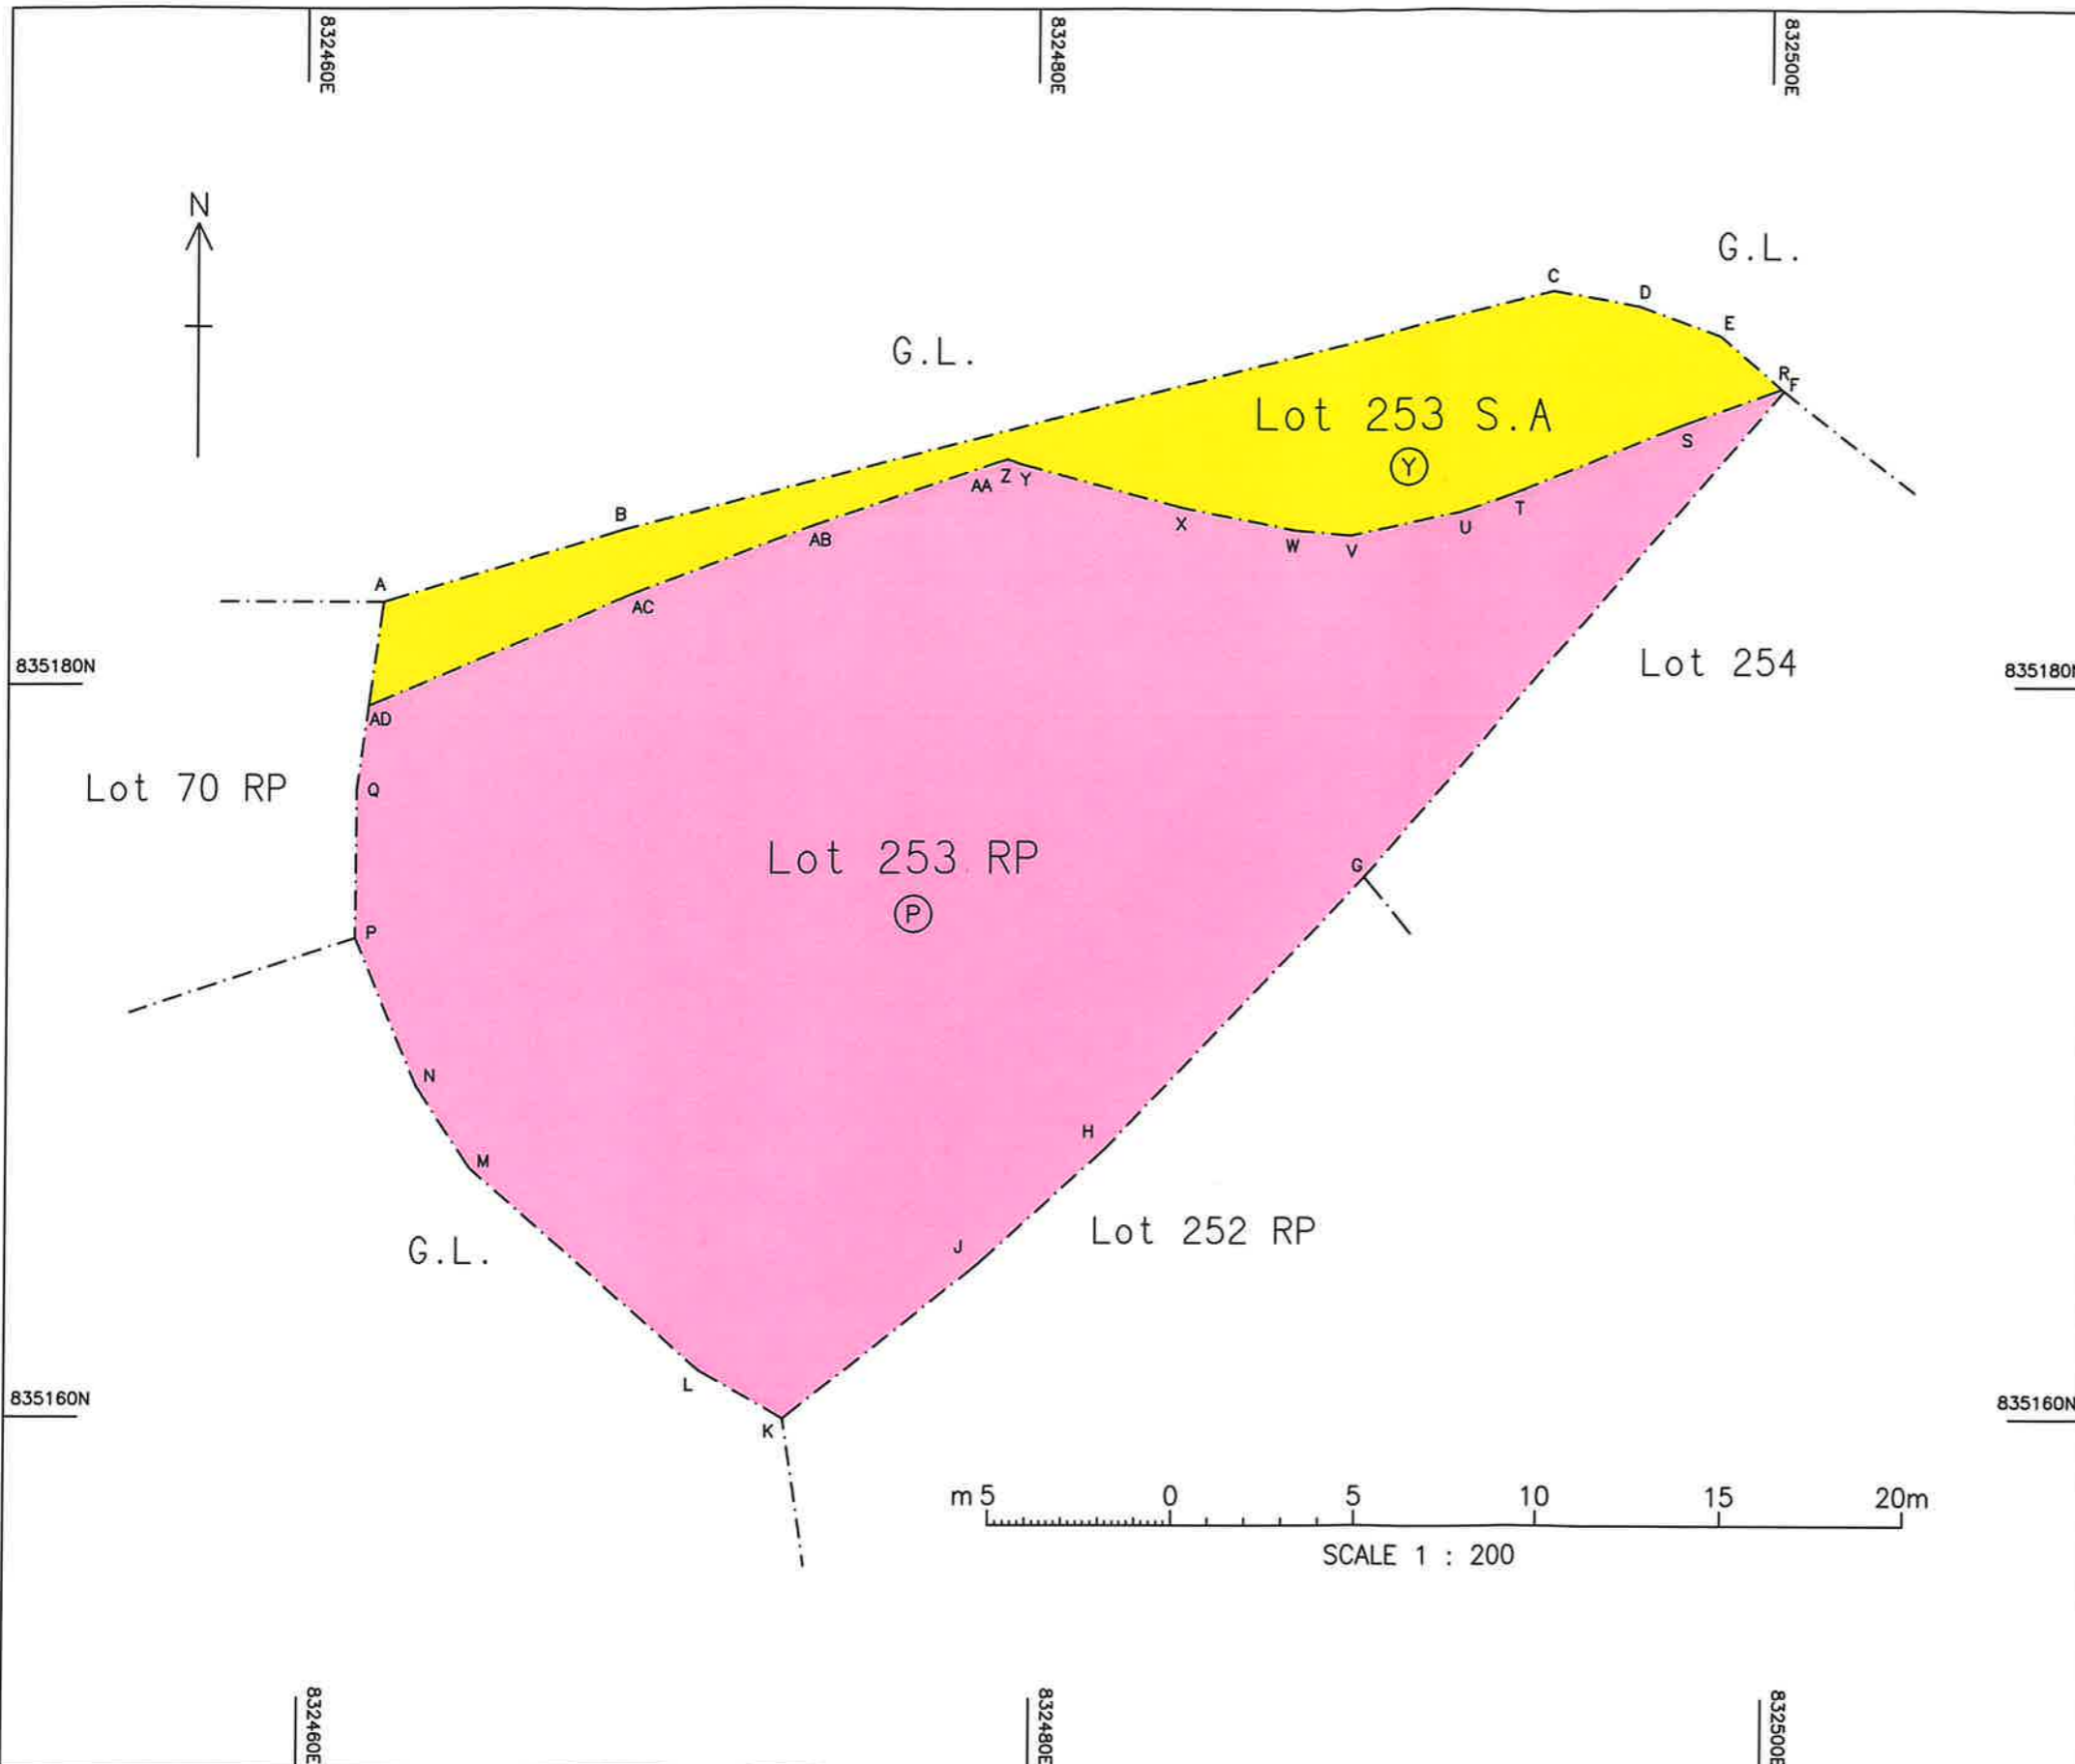 832460E
832480E
832500E
N
G.L.
C
D
E
G.L.
R
F
Lot 253 S.A
Y
S
AA Z Y
B
X
T
U
AB
W
V
A
AC
835180N
835180N
Lot 254
AD
Lot 70 RP
Q
Lot 253 RP
P
G
P
N
H
M
Lot 252 RP
J
G.L.
L
835160N
835160N
K
m 5 0 5 10 15 20m
SCALE 1 : 200
832460E
832480E
832500E